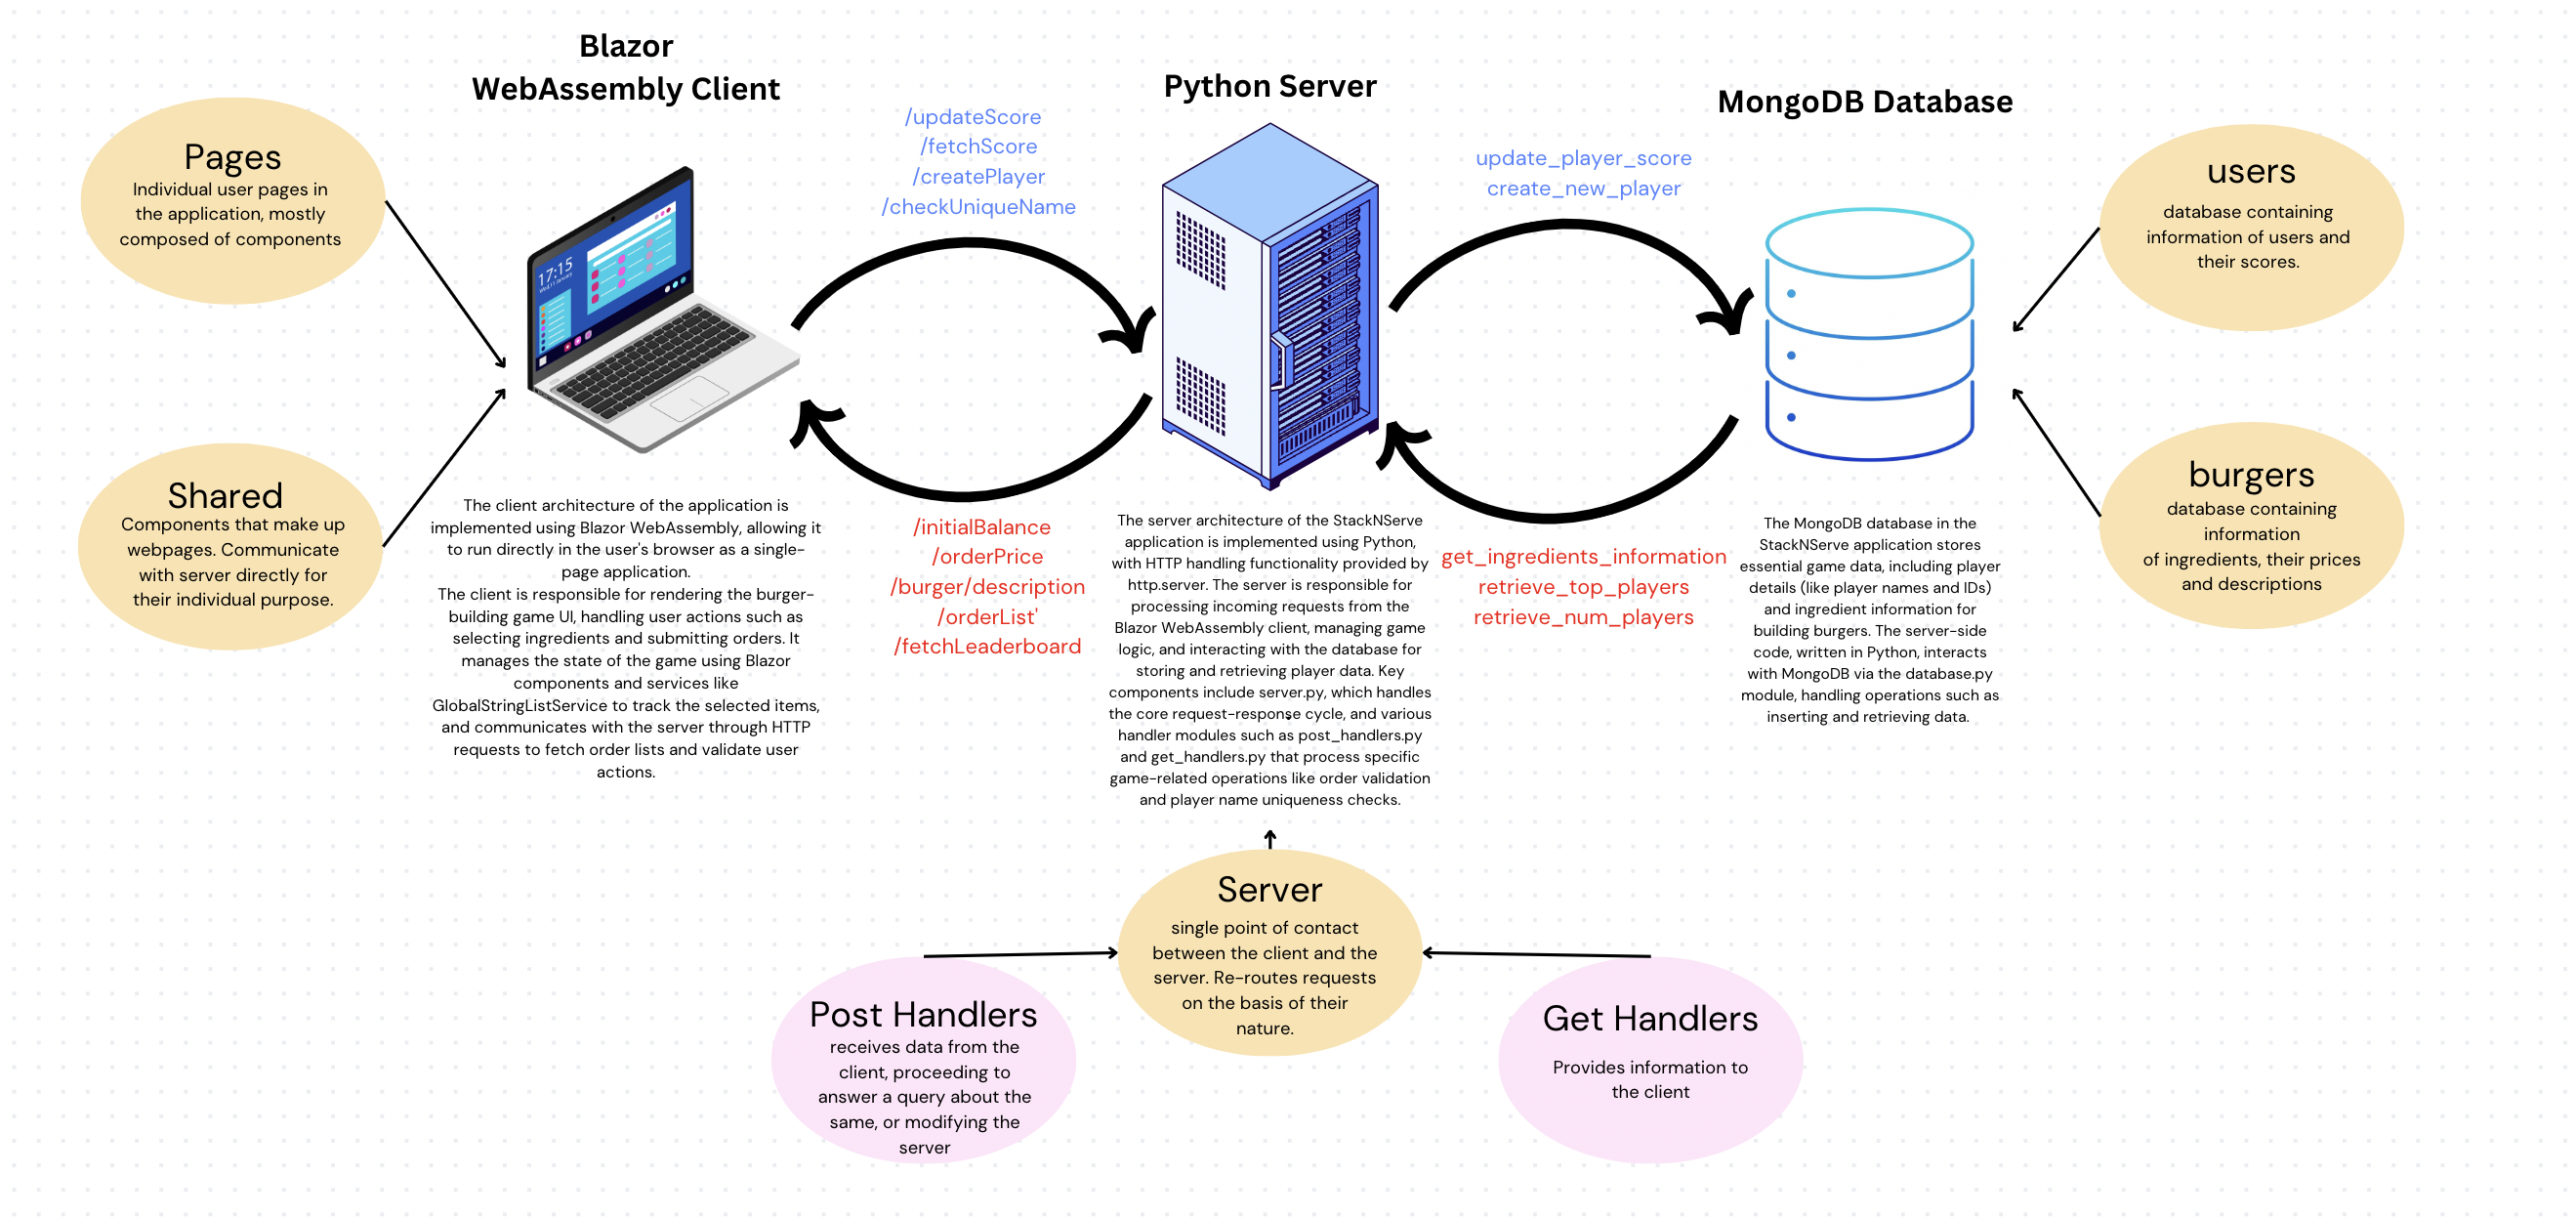 Blazor
WebAssembly Client
Python Server
MongoDB Database
Pages
Individual user pages in
the application, mostly
composed of components
Shared
Components that make up
webpages. Communicate
with server directly for
their individual purpose.
17:15
/updateScore
/fetchScore
/createPlayer
/checkUniqueName
/initialBalance
/orderPrice
/burger/description
/orderList'
/fetchLeaderboard
update_player_score
create_new_player
get_ingredients_information
retrieve_top_players
retrieve_num_players
users
database containing
information of users and
their scores.
burgers
database containing
information
of ingredients, their prices
and descriptions
The client architecture of the application is
implemented using Blazor WebAssembly, allowing it
to run directly in the user's browser as a single-
page application.
The client is responsible for rendering the burger-
building game UI, handling user actions such as
selecting ingredients and submitting orders. It
manages the state of the game using Blazor
components and services like
GlobalStringListService to track the selected items,
and communicates with the server through HTTP
requests to fetch order lists and validate user
actions.
The server architecture of the StackNServe
application is implemented using Python,
with HTTP handling functionality provided by
http.server. The server is responsible for
processing incoming requests from the
Blazor WebAssembly client, managing game
logic, and interacting with the database for
storing and retrieving player data. Key
components include server.py, which handles
the core request-response cycle, and various
handler modules such as post_handlers.py
and get_handlers.py that process specific
game-related operations like order validation
and player name uniqueness checks.
The MongoDB database in the
StackNServe application stores
essential game data, including player
details (like player names and IDs)
and ingredient information for
building burgers. The server-side
code, written in Python, interacts
with MongoDB via the database.py
module, handling operations such as
inserting and retrieving data.
Server
single point of contact
between the client and the
server. Re-routes requests
on the basis of their
nature.
Post Handlers
receives data from the
client, proceeding to
answer a query about the
same, or modifying the
server
Get Handlers
Provides information to
the client